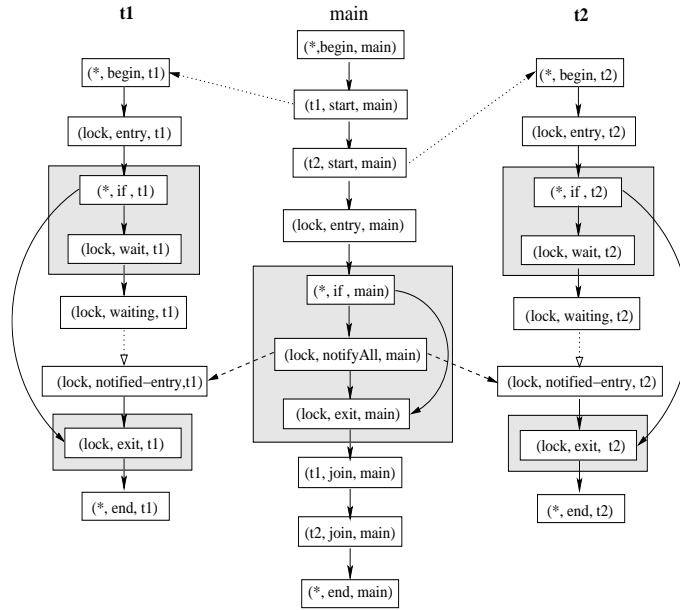 t1
main
t2
(*,begin, main)
(*, begin, t1)
(*, begin, t2)
(t1, start, main)
(lock, entry, t1)
(lock, entry, t2)
(t2, start, main)
(*, if , t1)
(*, if , t2)
(lock, entry, main)
(lock, wait, t1)
(lock, wait, t2)
(*, if , main)
(lock, waiting, t1)
(lock, waiting, t2)
(lock, notifyAll, main)
(lock, notified−entry,t1)
(lock, notified−entry, t2)
(lock, exit, main)
(lock, exit, t1)
(lock, exit, t2)
(t1, join, main)
(*, end, t1)
(*, end, t2)
(t2, join, main)
(*, end, main)